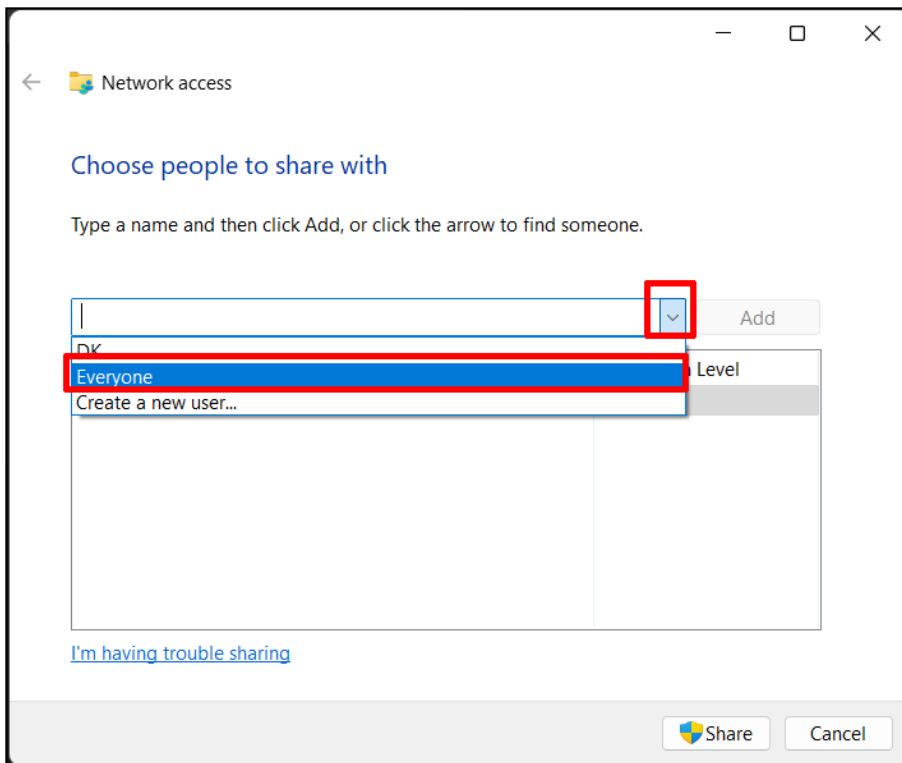 Network access
Choose people to share with
Type a name and then click Add, or click the arrow to find someone.
Add
DK
Everyone
Level
Create a new user...
I'm having trouble sharing
Share
Cancel